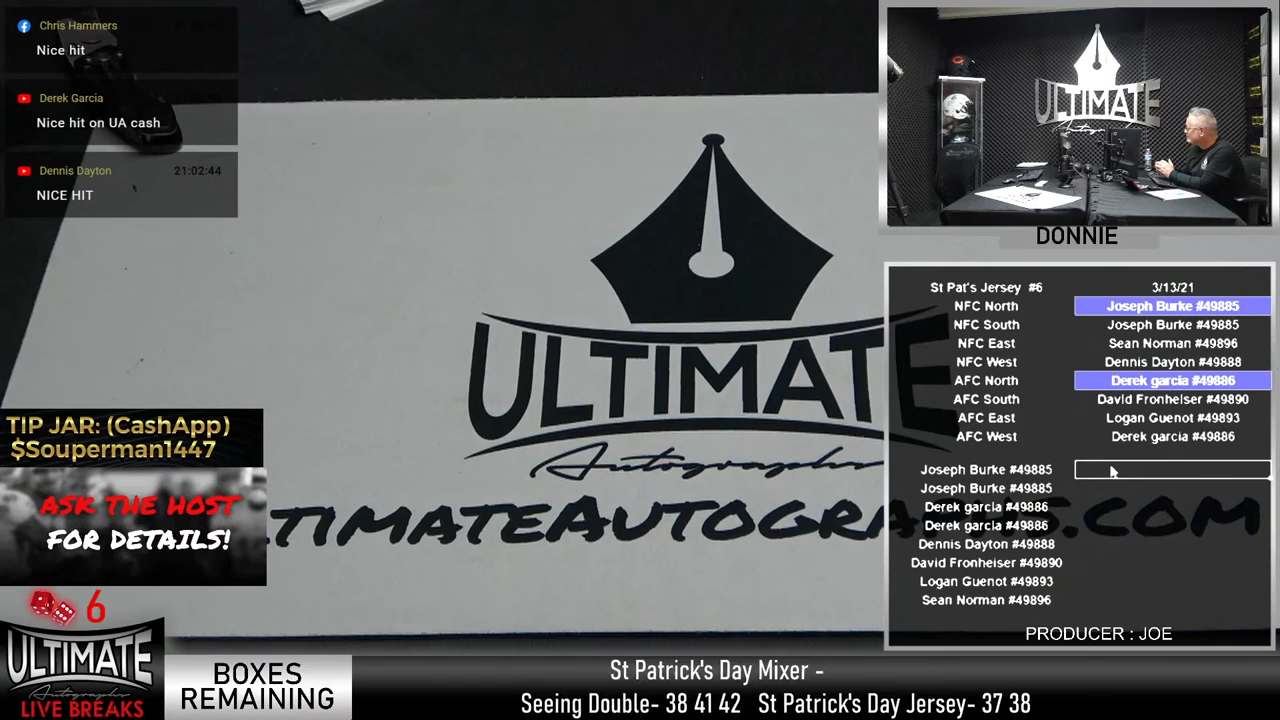 Chris Hammers
Nice hit
Derek Garcia
Nice hit on UA cash
Dennis Dayton 21:02:44
NICE HIT
ULTIMATE
Autographs
ULTIMATEAUTOGRAPHS.COM
TIP JAR: (CashApp)
$Souperman1447
ASK THE HOST
FOR DETAILS!
6
ULTIMATE
Autographs
LIVE BREAKS
BOXES
REMAINING
ULTIMATE
Autographs
DONNIE
St Pat's Jersey #6 3/13/21
NFC North Joseph Burke #49885
NFC South Joseph Burke #49885
NFC East Sean Norman #49896
NFC West Dennis Dayton #49888
AFC North Derek garcia #49886
AFC South David Fronheiser #49890
AFC East Logan Guenot #49893
AFC West Derek garcia #49886
Joseph Burke #49885
Joseph Burke #49885
Derek garcia #49886
Derek garcia #49886
Dennis Dayton #49888
David Fronheiser #49890
Logan Guenot #49893
Sean Norman #49896
PRODUCER : JOE
St Patrick's Day Mixer -
Seeing Double- 38 41 42 St Patrick's Day Jersey- 37 38